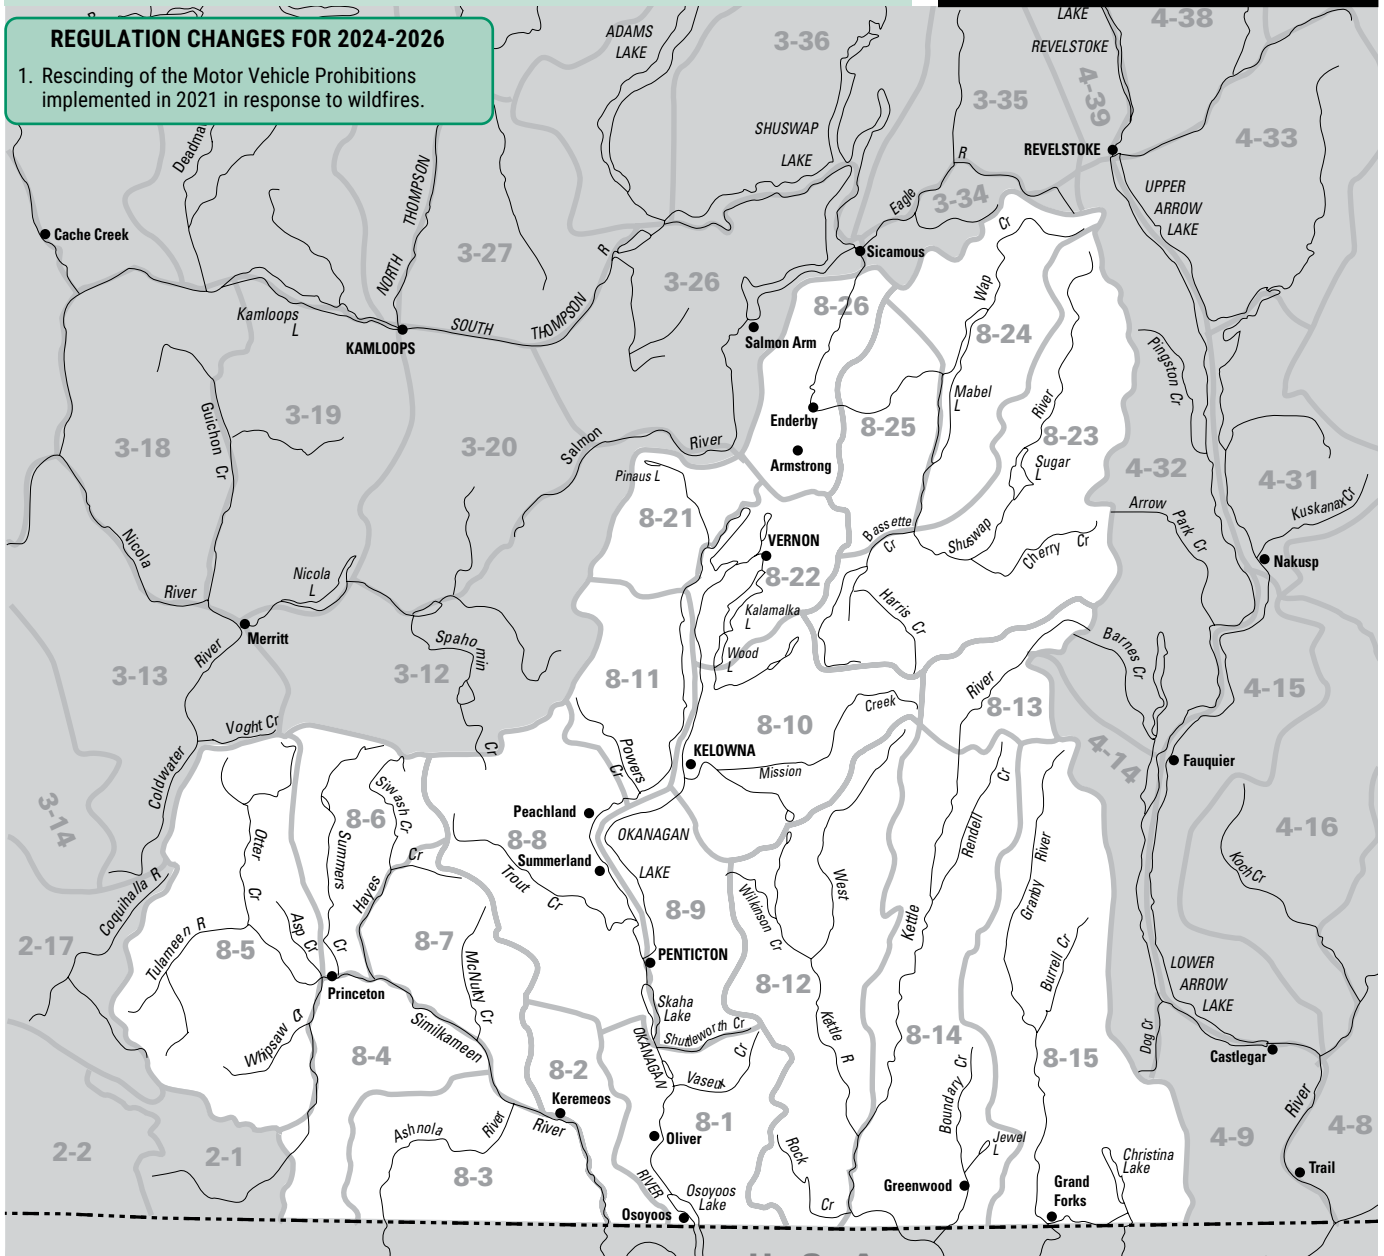 REGULATION CHANGES FOR 2024-2026
1. Rescinding of the Motor Vehicle Prohibitions
implemented in 2021 in response to wildfires.
ADAMS
LAKE
3-36
LAKE
REVELSTOKE
4-38
4-39
3-35
4-33
SHUSWAP
LAKE
REVELSTOKE
R
Deadma
NORTH THOMPSON
UPPER
ARROW
LAKE
Eagle
3-34
Cr
Cache Creek
3-27
R
Sicamous
3-26
Wap
Kamloops
L
SOUTH
THOMPSON
8-26
8-24
KAMLOOPS
Salmon Arm
Pingston Cr
Mabel
L
River
Guichon Cr
3-19
3-18
3-20
Salmon
River
Enderby
8-25
8-23
Armstrong
Sugar
L
4-32
4-31
Pinaus L
Arrow
Park Cr
Kuskanax Cr
8-21
Bassette
Cr
Shuswap
Cherry Cr
VERNON
Nakusp
Nicola
River
Nicola
L
8-22
Kalamalka
L
Harris Cr
Merritt
Spahomin
Cr
Wood
L
Barnes Cr
River
3-13
3-12
8-11
River
8-13
4-15
8-10
Creek
Voght Cr
Coldwater
Powers
Cr
KELOWNA
Mission
4-14
Fauquier
Siwash Cr
Cr
3-14
8-6
Peachland
8-8
OKANAGAN
LAKE
Rendell
4-16
Otter
Cr
Summers
Cr
Hayes
Cr
Summerland
Trout
Cr
West
Granby River
Koch Cr
Coquihalla R
Wilkinson Cr
8-9
Kettle
2-17
Tulameen R
8-5
Asp Cr
8-7
McNulty Cr
PENTICTON
Burrell Cr
8-12
LOWER
ARROW
LAKE
Princeton
Skaha
Lake
Similkameen
Kettle R
Whipsaw Cr
OKANAGAN
Shuttleworth Cr
Cr
8-14
Dog Cr
8-4
8-2
Vaseux
8-15
Castlegar
Keremeos
Boundary Cr
River
Ashnola
River
River
8-1
Oliver
Rock
Cr
Jewel
L
4-9
4-8
2-2
2-1
8-3
RIVER
Osoyoos
Lake
Greenwood
Christina
Lake
Grand
Forks
Trail
Osoyoos